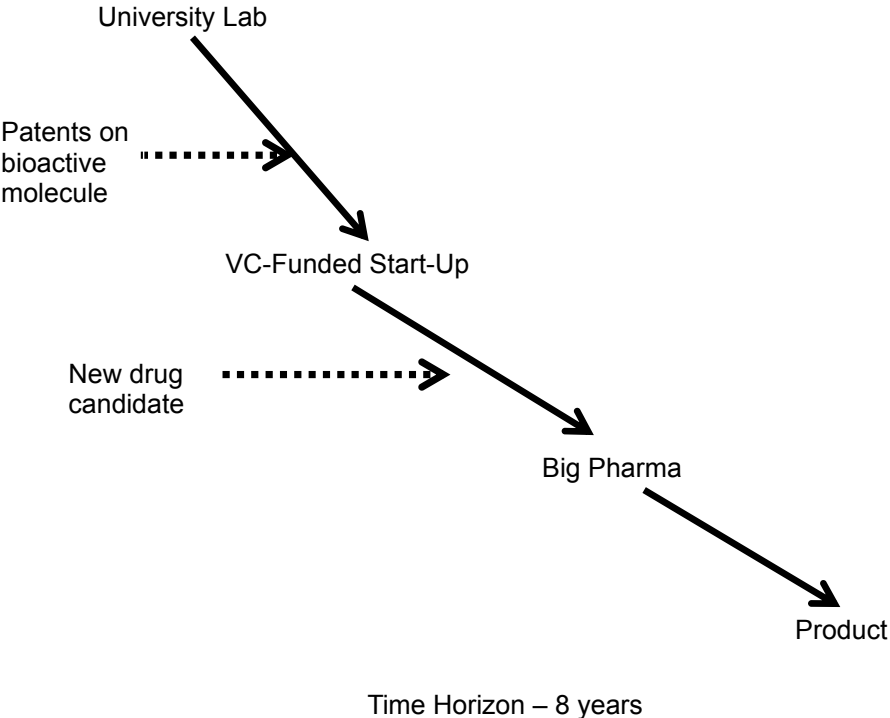 University Lab
Patents on
bioactive
molecule
VC-Funded Start-Up
New drug
candidate
Big Pharma
Product
Time Horizon – 8 years